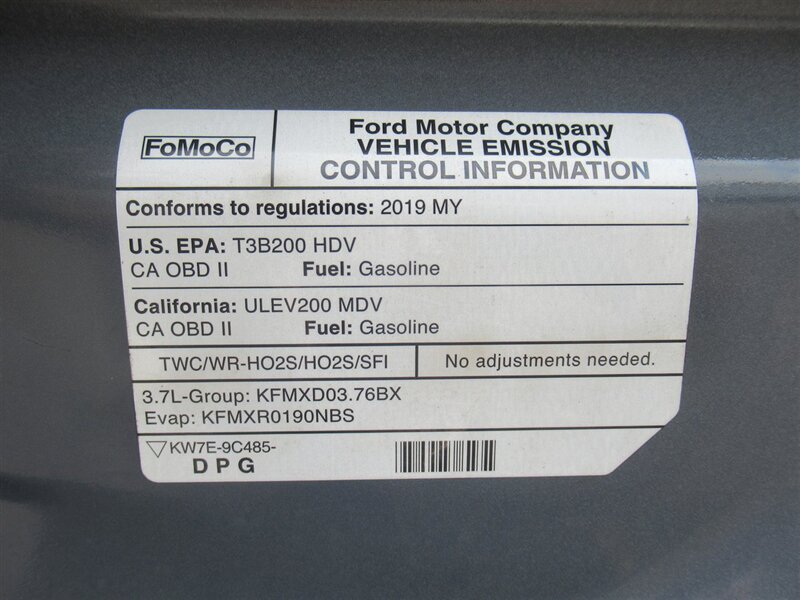 FoMoCo
Ford Motor Company
VEHICLE EMISSION
CONTROL INFORMATION
Conforms to regulations: 2019 MY
U.S. EPA: T3B200 HDV
CA OBD II Fuel: Gasoline
California: ULEV200 MDV
CA OBD II Fuel: Gasoline
TWC/WR-HO2S/HO2S/SFI No adjustments needed.
3.7L-Group: KFMXD03.76BX
Evap: KFMXR0190NBS
KW7E-9C485-
D P G